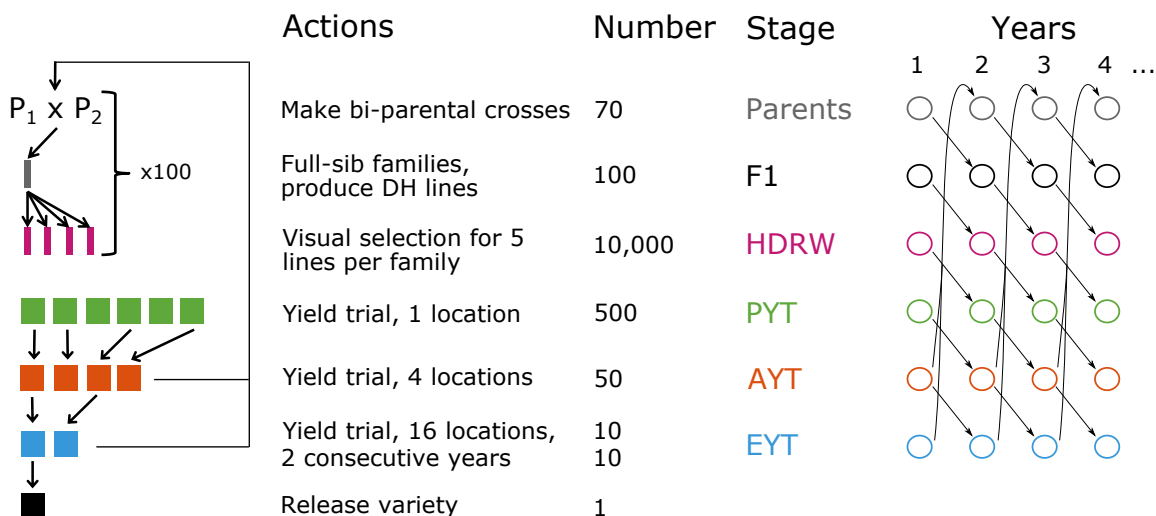 Actions Number Stage Years
1 2 3 4 ...
P1 x P2 Make bi-parental crosses 70 Parents
x100 Full-sib families, produce DH lines 100 F1
Visual selection for 5 lines per family 10,000 HDRW
Yield trial, 1 location 500 PYT
Yield trial, 4 locations 50 AYT
Yield trial, 16 locations, 10 EYT
2 consecutive years 10
Release variety 1